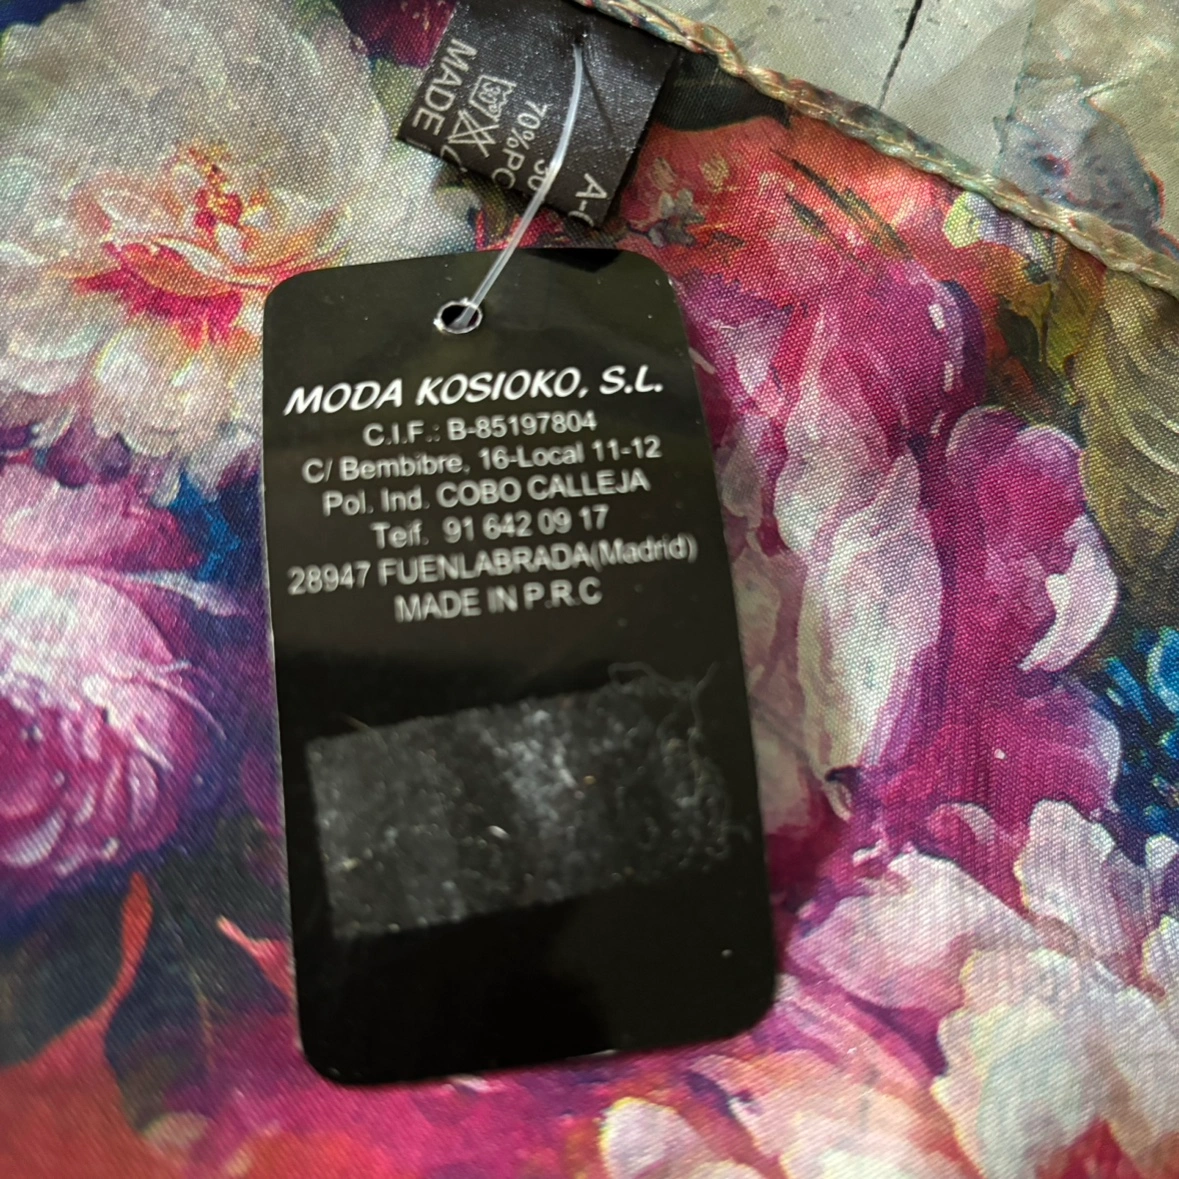 MODA KOSIOKO, S.L.
C.I.F.: B-85197804
C/ Bembibre, 16-Local 11-12
Pol. Ind. COBO CALLEJA
Telf. 91 642 09 17
28947 FUENLABRADA(Madrid)
MADE IN P.R.C
70%PO
30°
MADE